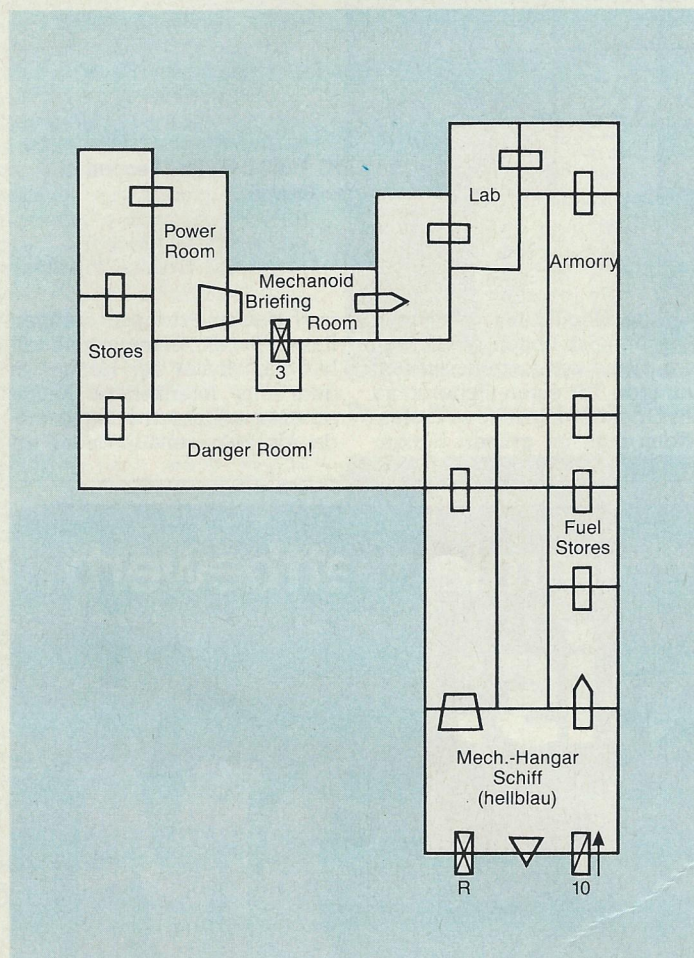 Lab
Power
Room
Armorry
Mechanoid
Briefing
Room
Stores
3
Danger Room!
Fuel
Stores
Mech.-Hangar
Schiff
(hellblau)
R
10